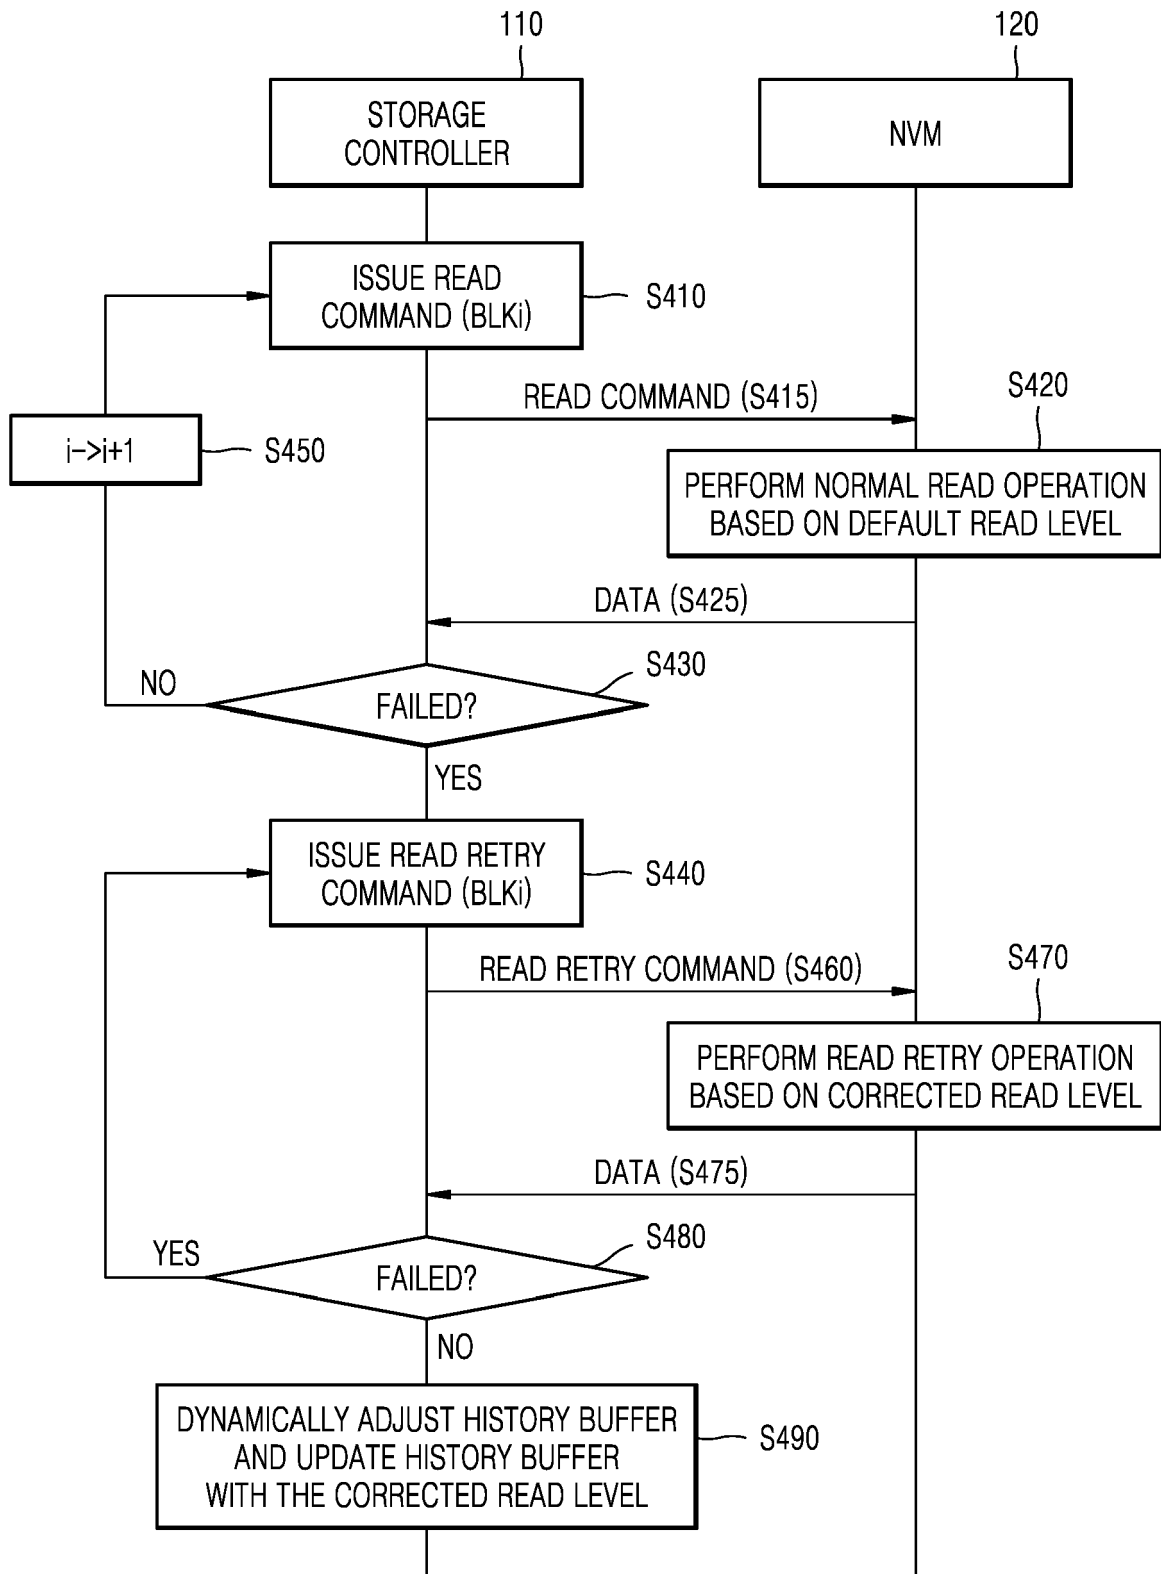 110
120
STORAGE
CONTROLLER
NVM
ISSUE READ
COMMAND (BLKi)
S410
READ COMMAND (S415)
S420
i->i+1
S450
PERFORM NORMAL READ OPERATION
BASED ON DEFAULT READ LEVEL
DATA (S425)
S430
NO
FAILED?
YES
ISSUE READ RETRY
COMMAND (BLKi)
S440
READ RETRY COMMAND (S460)
S470
PERFORM READ RETRY OPERATION
BASED ON CORRECTED READ LEVEL
DATA (S475)
S480
YES
FAILED?
NO
DYNAMICALLY ADJUST HISTORY BUFFER
AND UPDATE HISTORY BUFFER
WITH THE CORRECTED READ LEVEL
S490